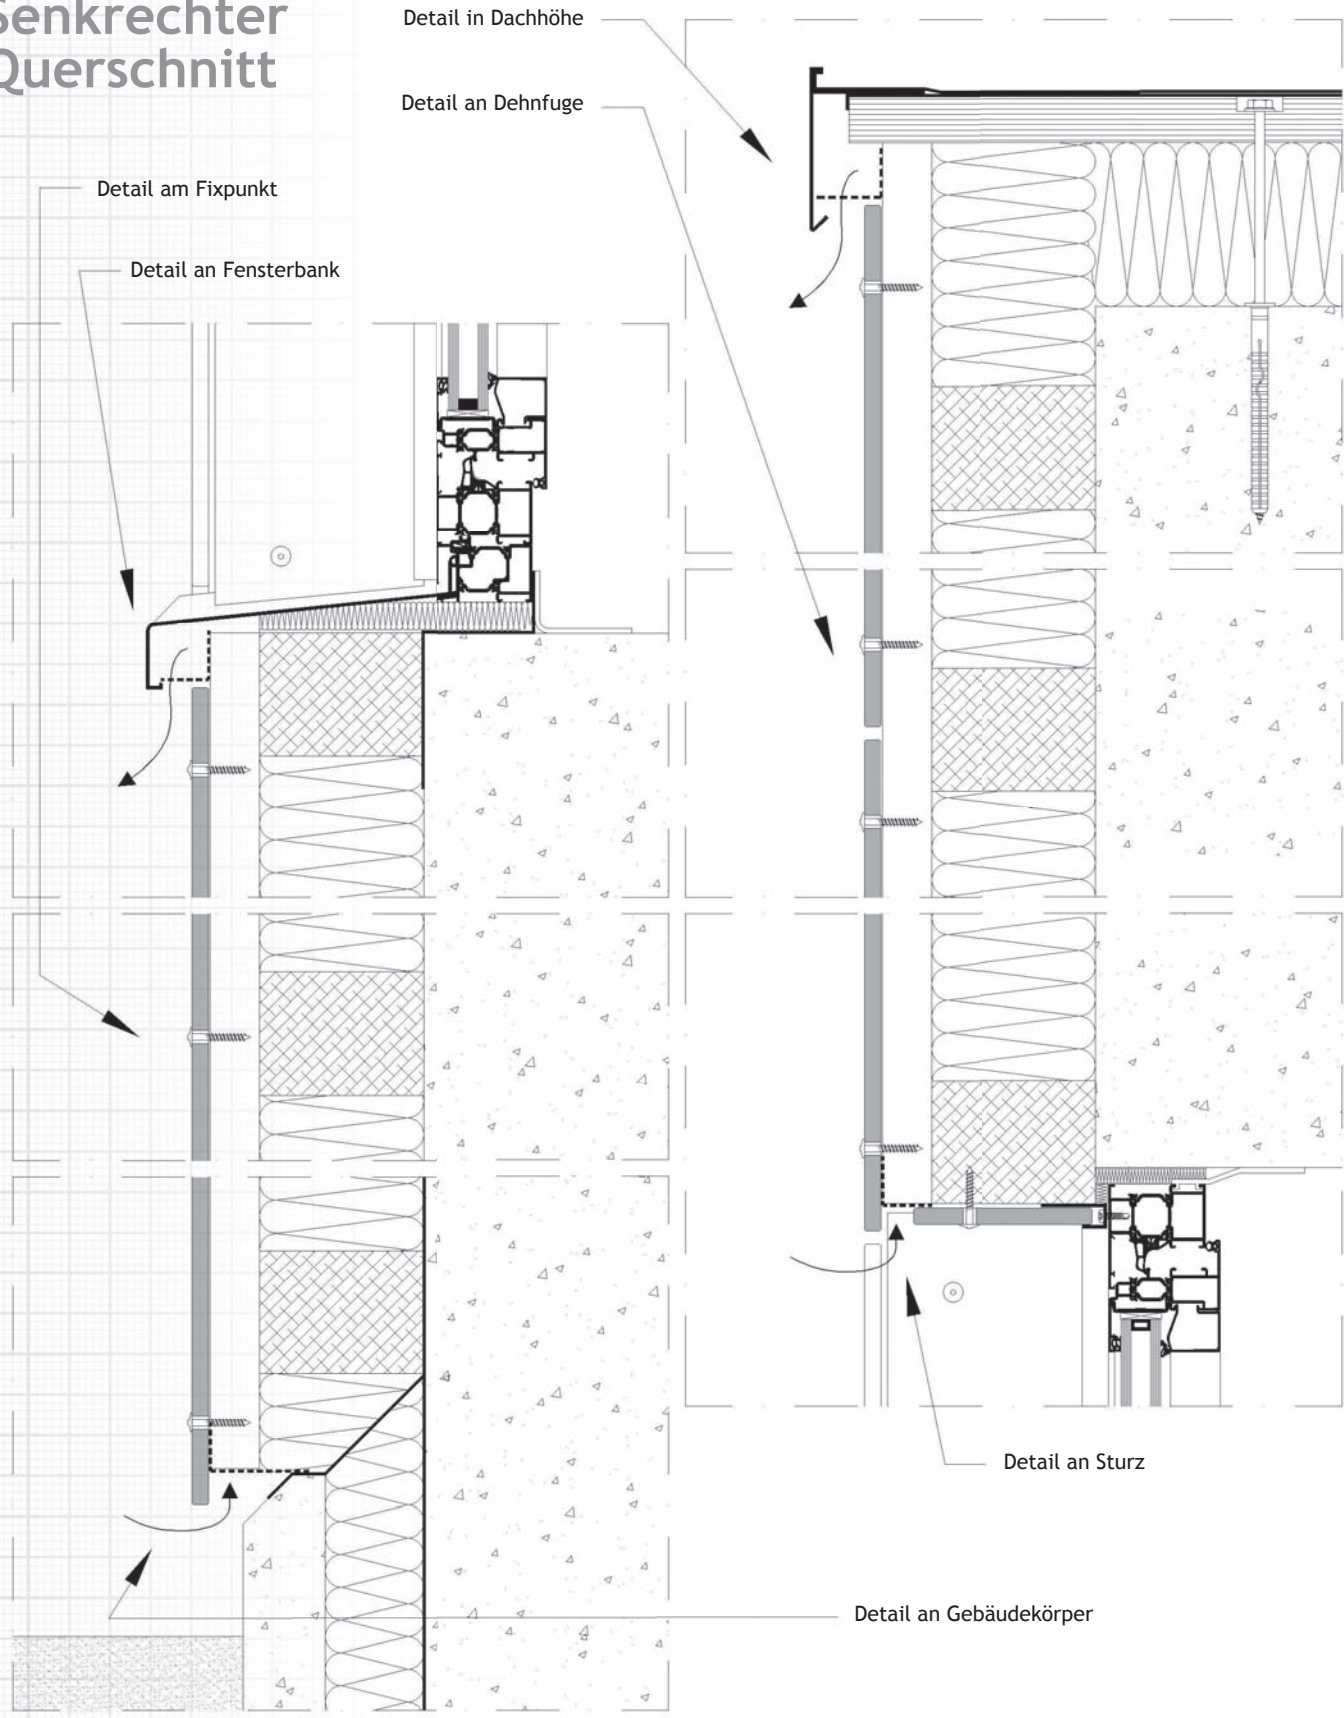 Senkrechter
Querschnitt
Detail in Dachhöhe
Detail an Dehnfuge
Detail am Fixpunkt
Detail an Fensterbank
Detail an Sturz
Detail an Gebäudekörper